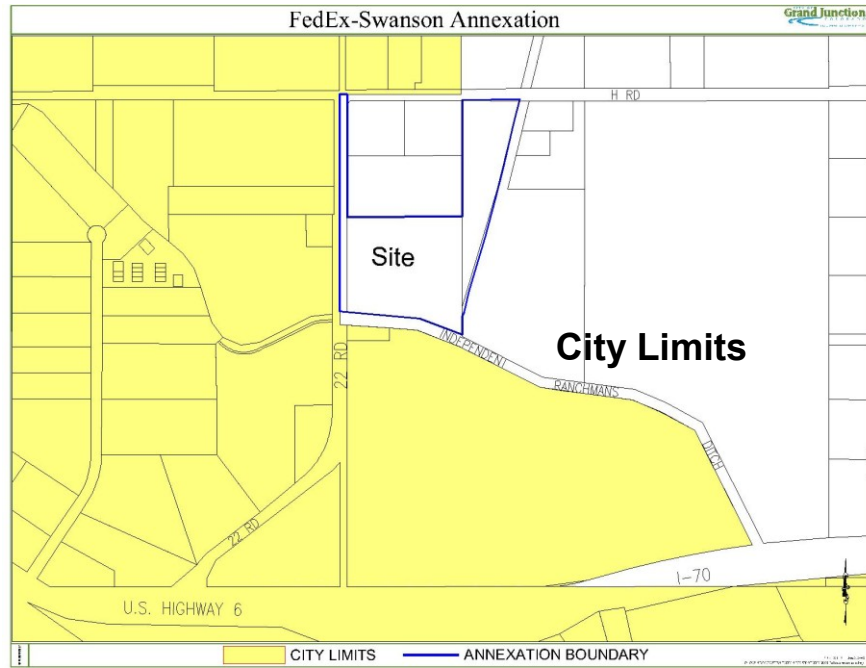 FedEx-Swanson Annexation
Grand Junction
H RD
Site
City Limits
INDEPENDENT
RANCHMANS
DITCH
22 RD
22 RD
I-70
U.S. HIGHWAY 6
CITY LIMITS
ANNEXATION BOUNDARY